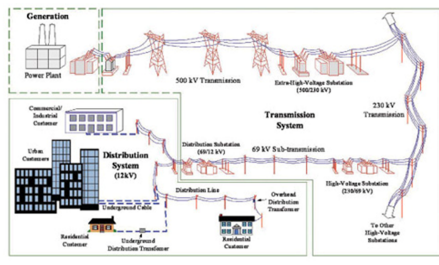 Generation
Power Plant
500 kV Transmission
Extra-High-Voltage Substation
(500/230 kV)
Commercial/
Industrial
Customer
Urban
Customers
Distribution
System
(12kV)
Distribution Substation
(69/12 kV)
Transmission
System
69 kV Sub-transmission
230 kV
Transmission
High-Voltage Substation
(230/69 kV)
Distribution Line
Underground Cable
Overhead
Distribution
Transformer
Residential
Customer
Underground
Distribution Transformer
Residential
Customer
To Other
High-Voltage
Substations